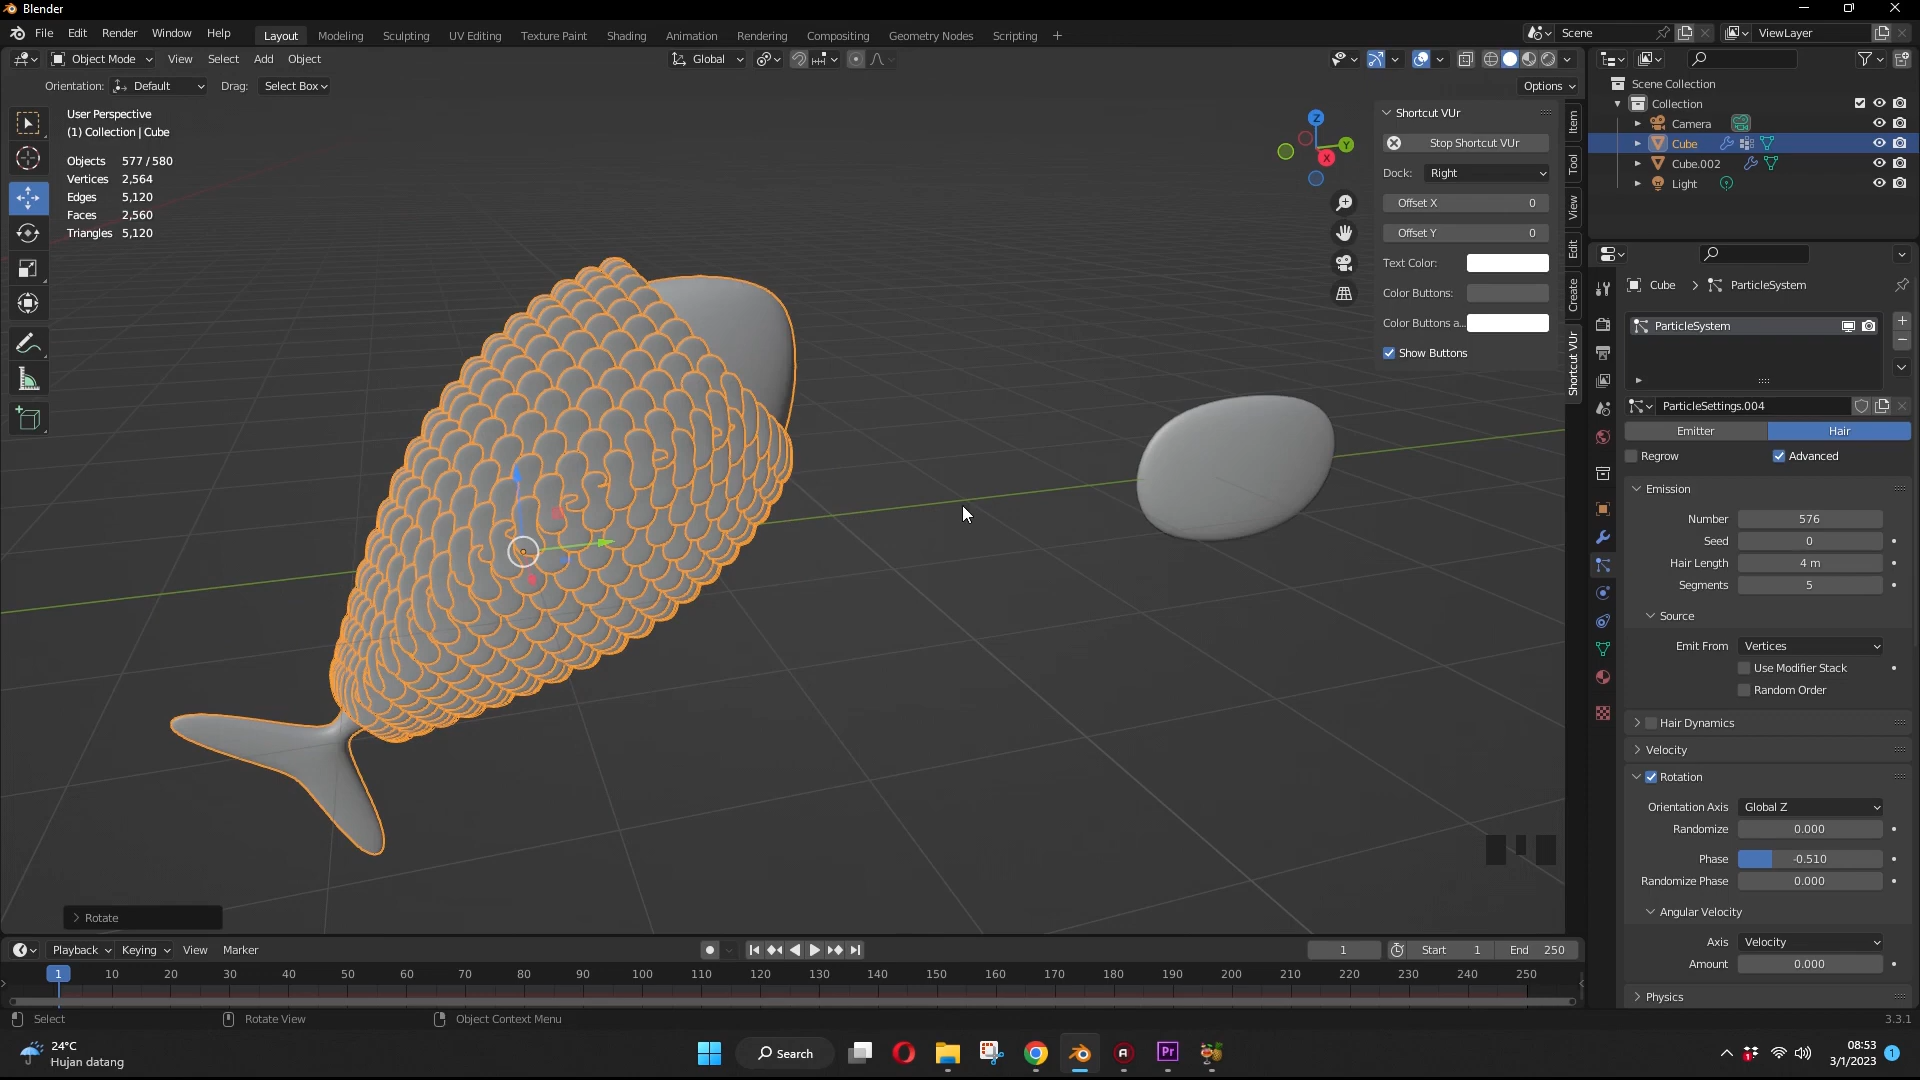 Blender
File Edit Render Window Help
Layout Modeling Sculpting UV Editing Texture Paint Shading Animation Rendering Compositing Geometry Nodes Scripting +
Scene
ViewLayer
Object Mode View Select Add Object
Global
Orientation: Default Drag: Select Box
Options
User Perspective
(1) Collection | Cube
Objects 577 / 580
Vertices 2,564
Edges 5,120
Faces 2,560
Triangles 5,120
Z
Y
X
Shortcut VUr
Stop Shortcut VUr
Dock: Right
Offset X 0
Offset Y 0
Text Color:
Color Buttons:
Color Buttons a...
Show Buttons
Item
Tool
View
Edit
Create
Shortcut VUr
Scene Collection
Collection
Camera
Cube
Cube.002
Light
Cube > ParticleSystem
ParticleSystem
ParticleSettings.004
Emitter Hair
Regrow Advanced
Emission
Number 576
Seed 0
Hair Length 4 m
Segments 5
Source
Emit From Vertices
Use Modifier Stack
Random Order
Hair Dynamics
Velocity
Rotation
Orientation Axis Global Z
Randomize 0.000
Phase -0.510
Randomize Phase 0.000
Angular Velocity
Axis Velocity
Amount 0.000
Physics
Rotate
Playback Keying View Marker
1 Start 1 End 250
1 10 20 30 40 50 60 70 80 90 100 110 120 130 140 150 160 170 180 190 200 210 220 230 240 250
Select Rotate View Object Context Menu
3.3.1
24°C
Hujan datang
Search
Pr
08:53
3/1/2023
1